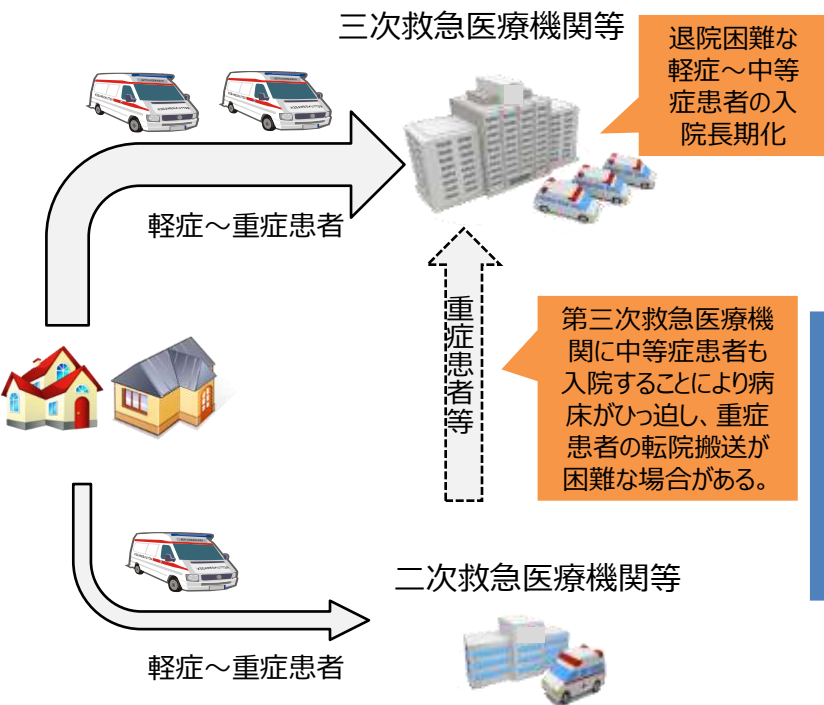 三次救急医療機関等
退院困難な
軽症～中等
症患者の入
院長期化
軽症～重症患者
重症患者等
第三次救急医療機
関に中等症患者も
入院することにより病
床がひっ迫し、重症
患者の転院搬送が
困難な場合がある。
二次救急医療機関等
軽症～重症患者